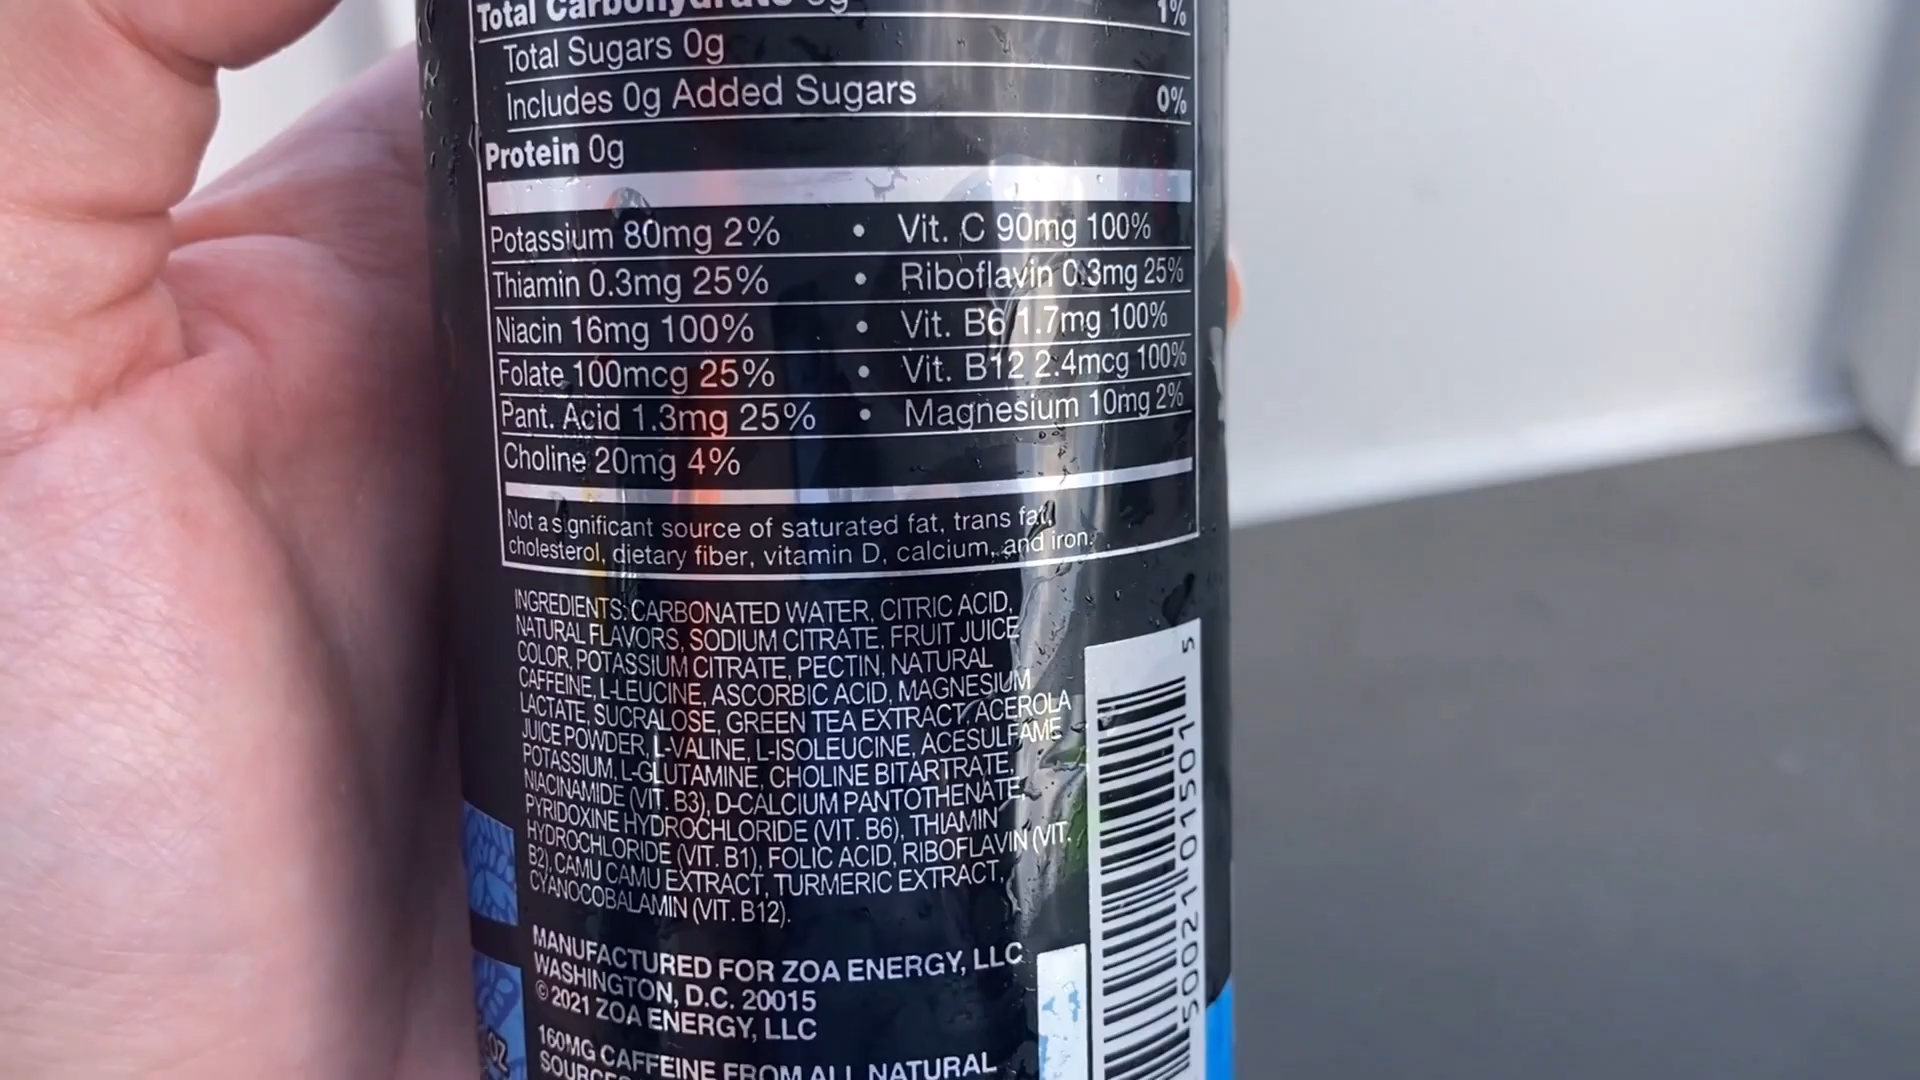 Total Carbohydrate
1%
Total Sugars 0g
Includes 0g Added Sugars 0%
Protein 0g
Potassium 80mg 2% • Vit. C 90mg 100%
Thiamin 0.3mg 25% • Riboflavin 0.3mg 25%
Niacin 16mg 100% • Vit. B6 1.7mg 100%
Folate 100mcg 25% • Vit. B12 2.4mcg 100%
Pant. Acid 1.3mg 25% • Magnesium 10mg 2%
Choline 20mg 4%
Not a significant source of saturated fat, trans fat,
cholesterol, dietary fiber, vitamin D, calcium, and iron.
INGREDIENTS: CARBONATED WATER, CITRIC ACID,
NATURAL FLAVORS, SODIUM CITRATE, FRUIT JUICE
COLOR, POTASSIUM CITRATE, PECTIN, NATURAL
CAFFEINE, L-LEUCINE, ASCORBIC ACID, MAGNESIUM
LACTATE, SUCRALOSE, GREEN TEA EXTRACT, ACEROLA
JUICE POWDER, L-VALINE, L-ISOLEUCINE, ACESULFAME
POTASSIUM, L-GLUTAMINE, CHOLINE BITARTRATE,
NIACINAMIDE (VIT. B3), D-CALCIUM PANTOTHENATE,
PYRIDOXINE HYDROCHLORIDE (VIT. B6), THIAMIN
HYDROCHLORIDE (VIT. B1), FOLIC ACID, RIBOFLAVIN (VIT.
B2), CAMU CAMU EXTRACT, TURMERIC EXTRACT,
CYANOCOBALAMIN (VIT. B12).
MANUFACTURED FOR ZOA ENERGY, LLC
WASHINGTON, D.C. 20015
© 2021 ZOA ENERGY, LLC
160MG CAFFEINE FROM ALL NATURAL
SOURCES
50021 01501 5
OZ